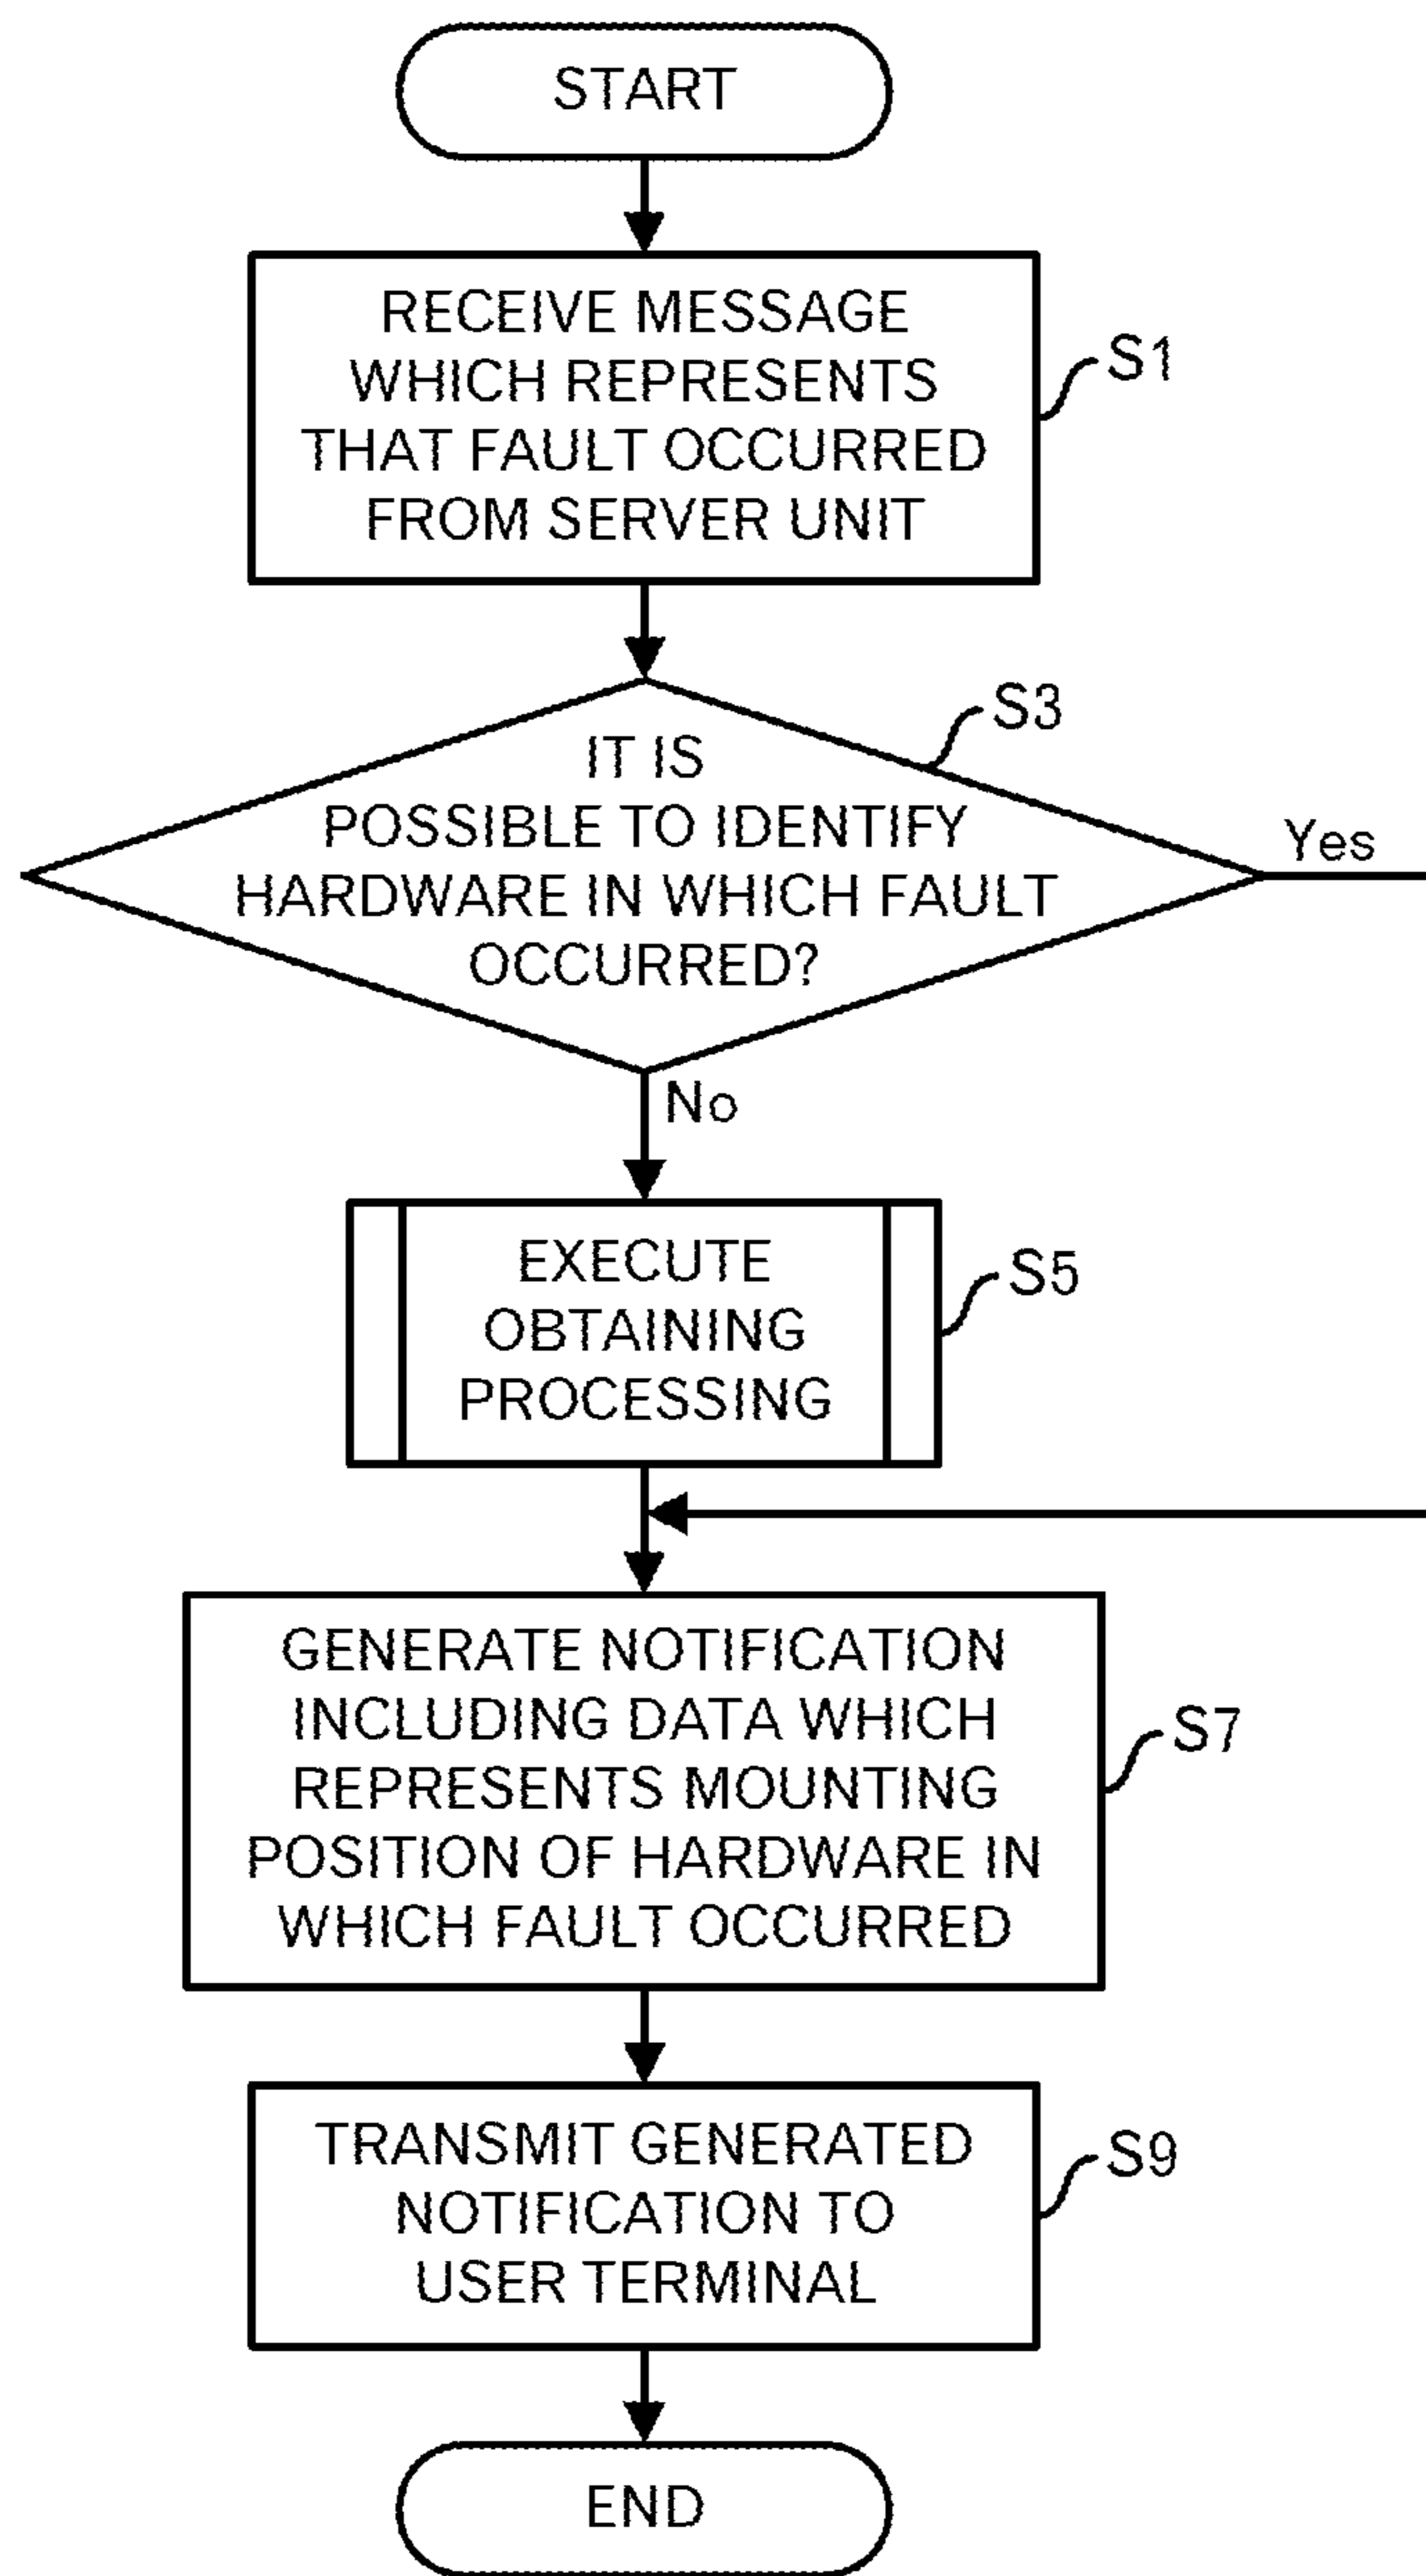 START
RECEIVE MESSAGE
WHICH REPRESENTS
THAT FAULT OCCURRED
FROM SERVER UNIT
S1
S3
IT IS
POSSIBLE TO IDENTIFY
HARDWARE IN WHICH FAULT
OCCURRED?
Yes
No
EXECUTE
OBTAINING
PROCESSING
S5
GENERATE NOTIFICATION
INCLUDING DATA WHICH
REPRESENTS MOUNTING
POSITION OF HARDWARE IN
WHICH FAULT OCCURRED
S7
TRANSMIT GENERATED
NOTIFICATION TO
USER TERMINAL
S9
END